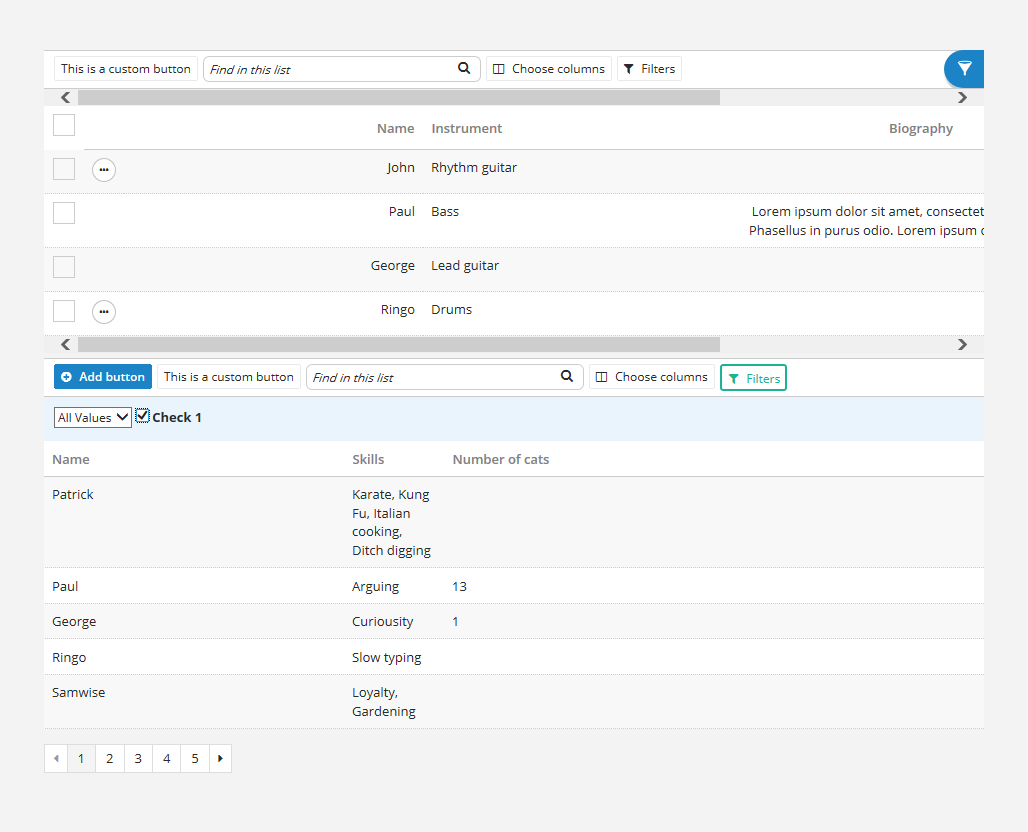 This is a custom button Find in this list Choose columns Filters
Name Instrument Biography
John Rhythm guitar
Paul Bass Lorem ipsum dolor sit amet, consectet
Phasellus in purus odio. Lorem ipsum
George Lead guitar
Ringo Drums
Add button This is a custom button Find in this list Choose columns Filters
All Values Check 1
Name Skills Number of cats
Patrick Karate, Kung
Fu, Italian
cooking,
Ditch digging
Paul Arguing 13
George Curiousity 1
Ringo Slow typing
Samwise Loyalty,
Gardening
1 2 3 4 5